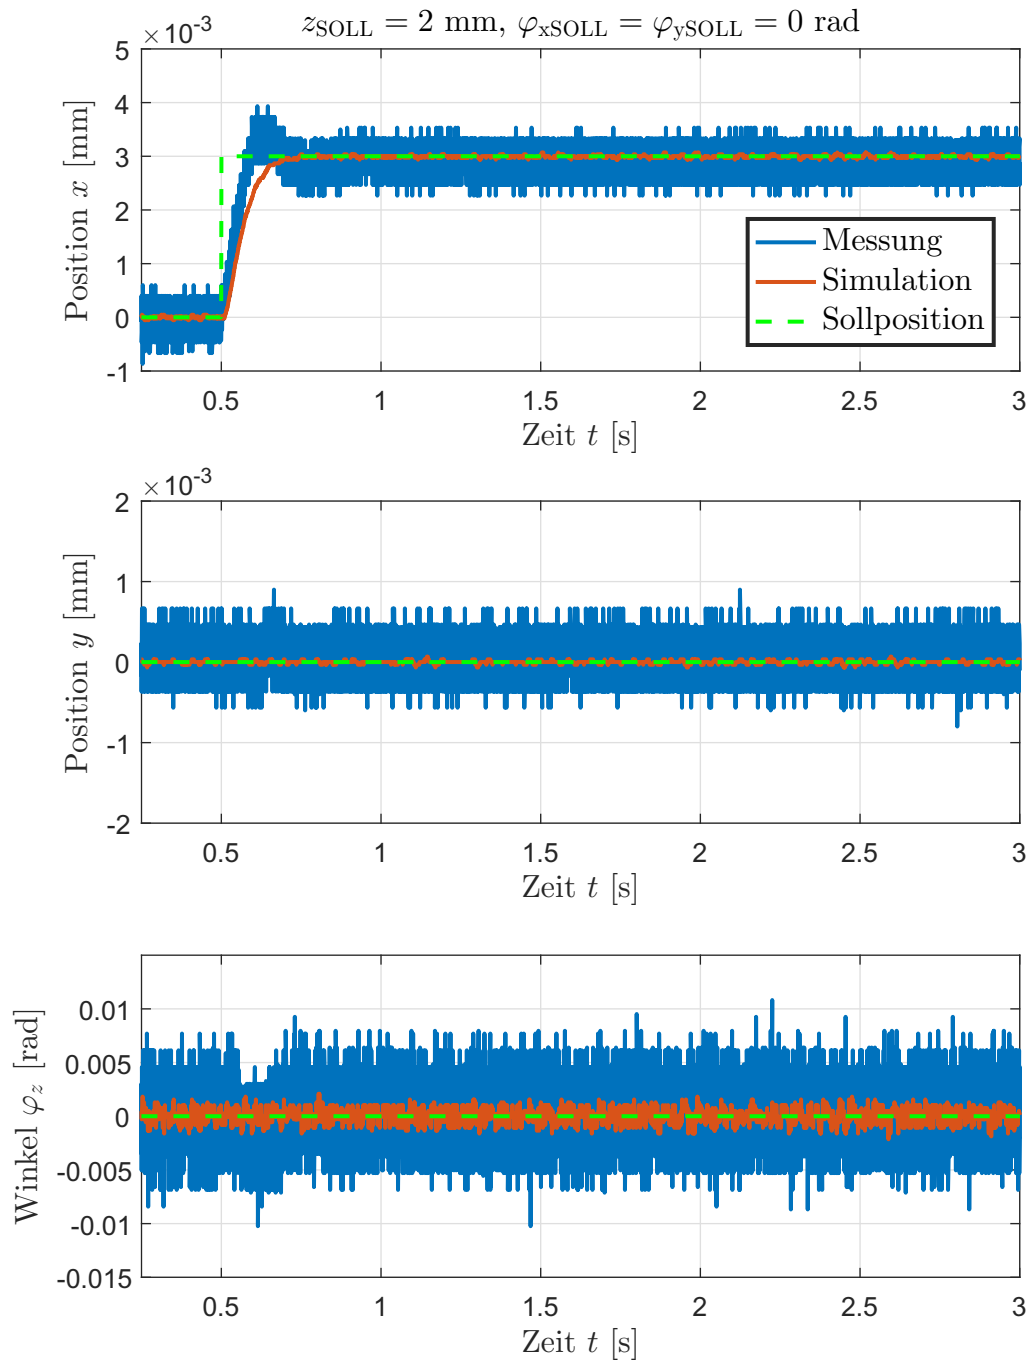 z_SOLL = 2 mm, φ_xSOLL = φ_ySOLL = 0 rad
×10⁻³
5
4
3
2
1
0
-1
Position x [mm]
Messung
Simulation
Sollposition
0.5 1 1.5 2 2.5 3
Zeit t [s]
×10⁻³
2
1
0
-1
-2
Position y [mm]
0.5 1 1.5 2 2.5 3
Zeit t [s]
0.01
0.005
0
-0.005
-0.01
-0.015
Winkel φ_z [rad]
0.5 1 1.5 2 2.5 3
Zeit t [s]